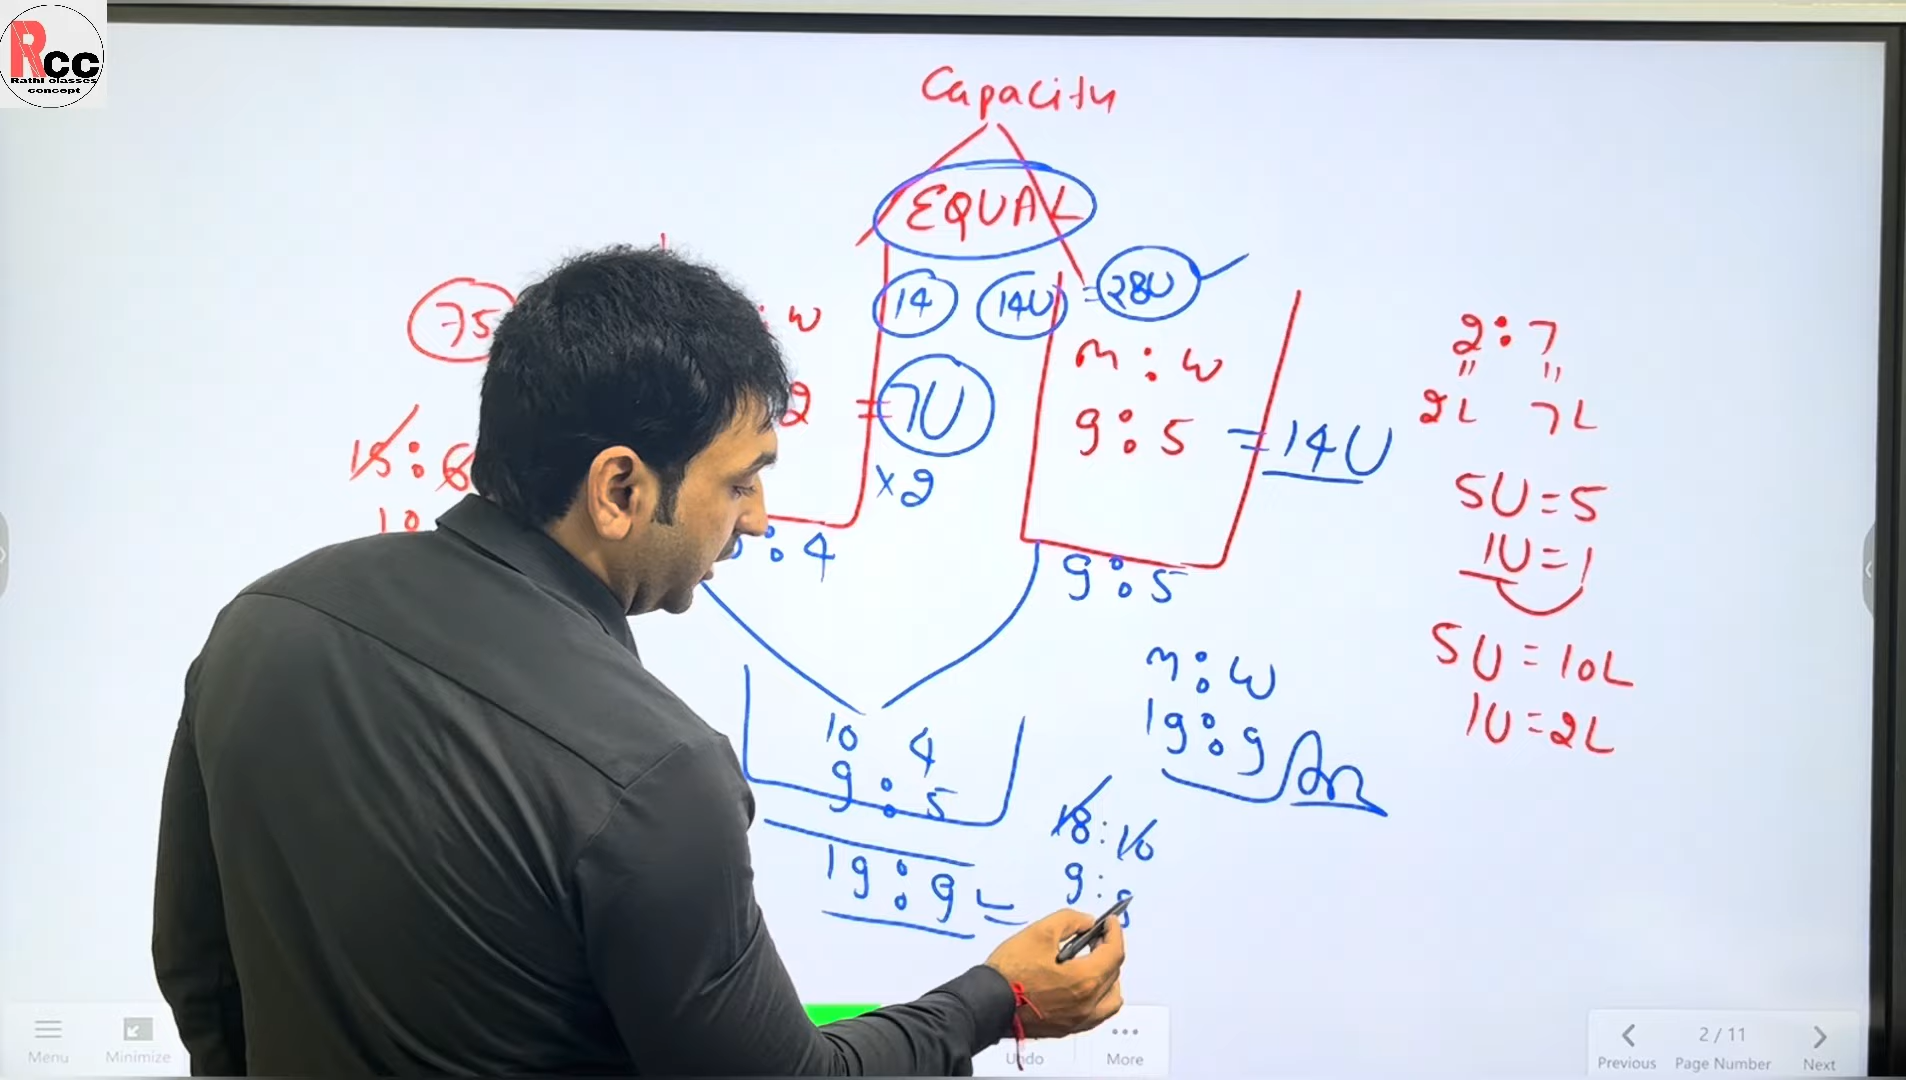 Rcc
Rathi classes
concept
Capacity
EQUAL
14 14U = 28U
75
: w
2 = 7U
× 2
m : w
9 : 5 = 14U
15 : 6
10
: 4
9 : 5
10 4
9 : 5
19 : 9
m : w
19 : 9
18 : 16
9 : 8
2 : 7
" "
2L 7L
5U = 5
1U = 1
5U = 10L
1U = 2L
Menu
Minimize
Undo
More
Previous
2 / 11
Page Number
Next